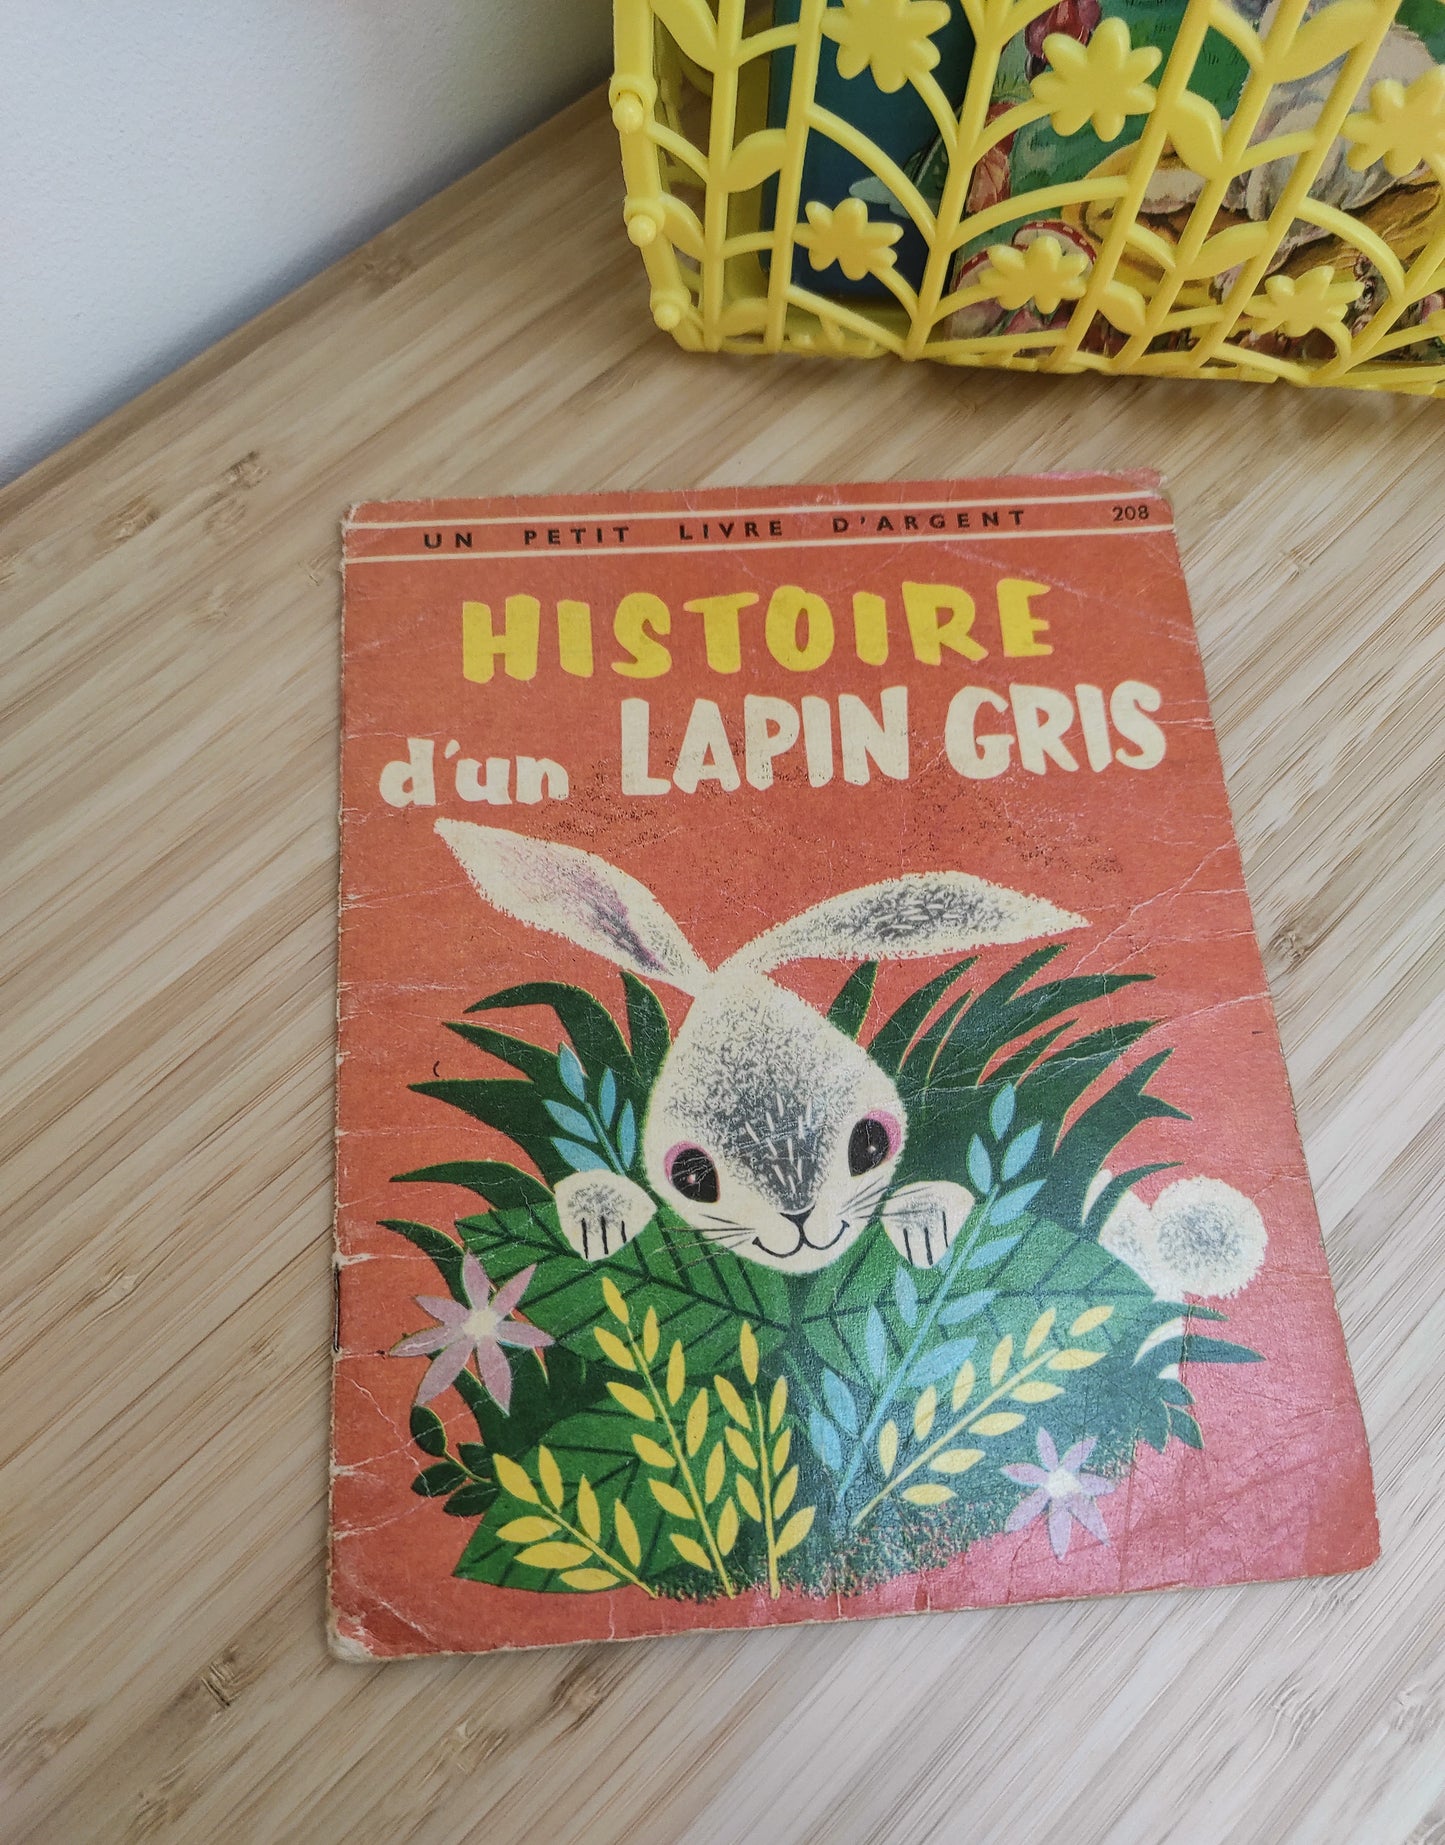 UN PETIT LIVRE D'ARGENT 208
HISTOIRE
d'un LAPIN GRIS